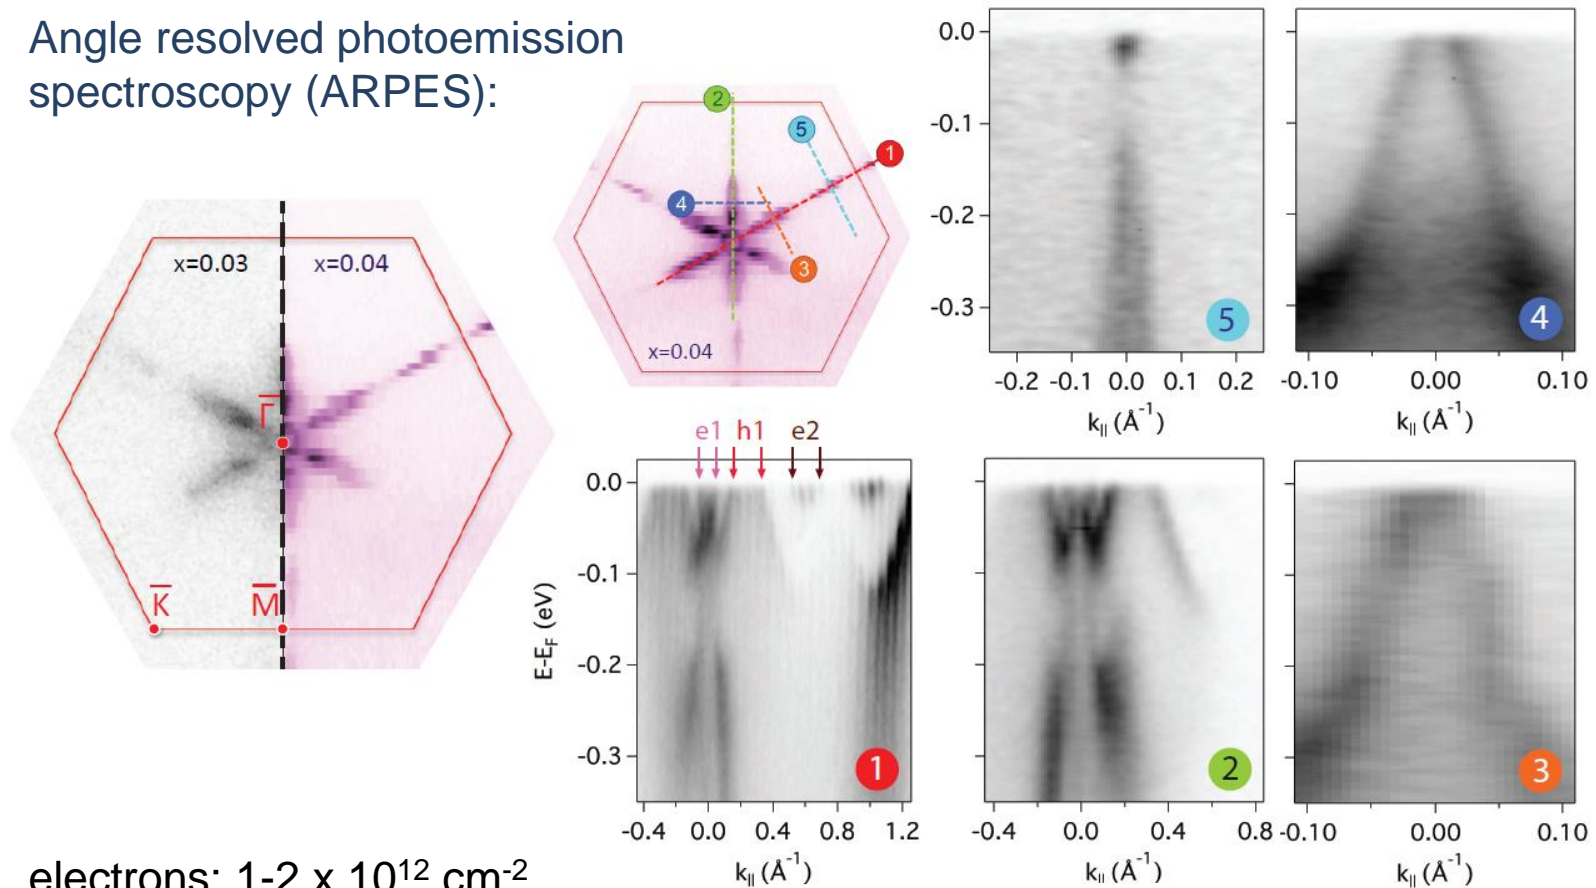 Angle resolved photoemission
spectroscopy (ARPES):
x=0.03
x=0.04
Γ̅
K̅
M̅
2
5
1
4
3
x=0.04
0.0
-0.1
-0.2
-0.3
5
-0.2 -0.1 0.0 0.1 0.2
k|| (Å-1)
4
-0.10 0.00 0.10
k|| (Å-1)
e1 h1 e2
0.0
-0.1
-0.2
-0.3
E-EF (eV)
1
-0.4 0.0 0.4 0.8 1.2
k|| (Å-1)
2
-0.4 0.0 0.4 0.8
k|| (Å-1)
3
-0.10 0.00 0.10
k|| (Å-1)
electrons: 1-2 x 10¹² cm⁻²